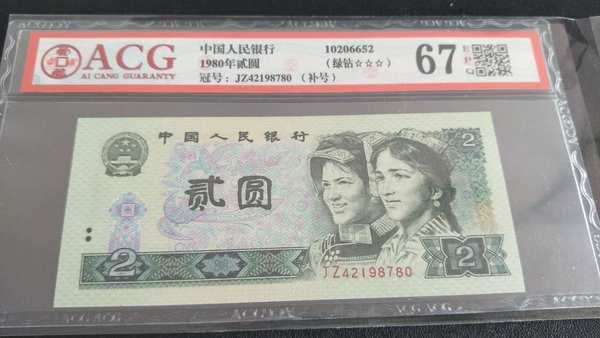 ACG
AI CANG GUARANTY
中国人民银行
1980年贰圆
冠号: JZ42198780 (补号)
10206652
(绿钻☆☆☆)
67
E
P
Q
中国人民银行
2
贰圆
2
2
JZ42198780